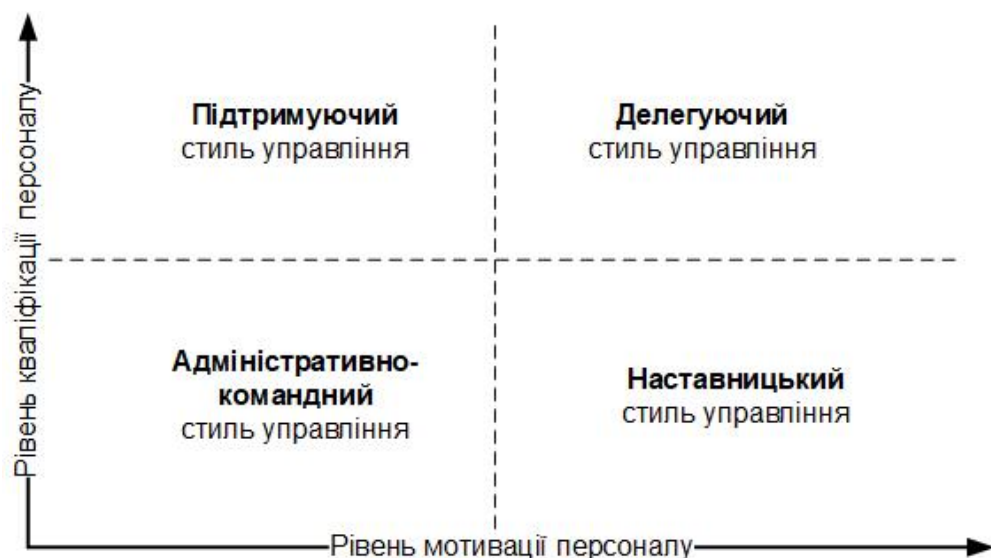 Рівень кваліфікації персоналу
Підтримуючий
стиль управління
Делегуючий
стиль управління
Адміністративно-
командний
стиль управління
Наставницький
стиль управління
Рівень мотивації персоналу